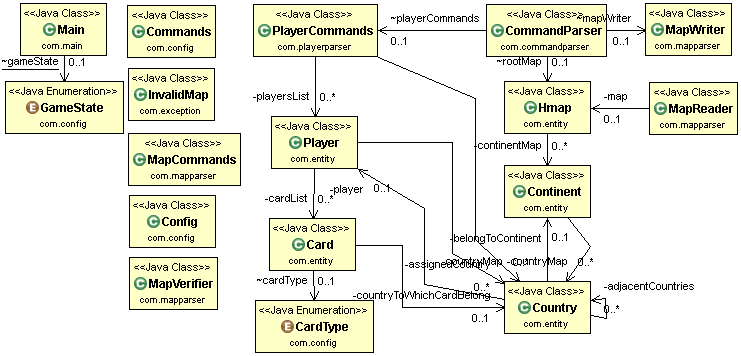 <<Java Class>>
Main
com.main
~gameState
0..1
<<Java Enumeration>>
GameState
com.config
<<Java Class>>
Commands
com.config
<<Java Class>>
InvalidMap
com.exception
<<Java Class>>
MapCommands
com.mapparser
<<Java Class>>
Config
com.config
<<Java Class>>
MapVerifier
com.mapparser
<<Java Class>>
PlayerCommands
com.playerparser
~playerCommands
0..1
<<Java Class>>
CommandParser
com.commandparser
~mapWriter
0..1
<<Java Class>>
MapWriter
com.mapparser
~rootMap
0..1
-playersList
0..*
<<Java Class>>
Hmap
com.entity
-map
0..1
<<Java Class>>
MapReader
com.mapparser
<<Java Class>>
Player
com.entity
-continentMap
0..*
-player
0..1
-cardList
0..*
<<Java Class>>
Continent
com.entity
<<Java Class>>
Card
com.entity
-belongToContinent
0..1
-assignedCountry
-countryMap
0..*
-countryMap
0..*
~cardType
0..1
0..*
-countryToWhichCardBelong
0..1
<<Java Class>>
Country
com.entity
-adjacentCountries
0..*
<<Java Enumeration>>
CardType
com.config